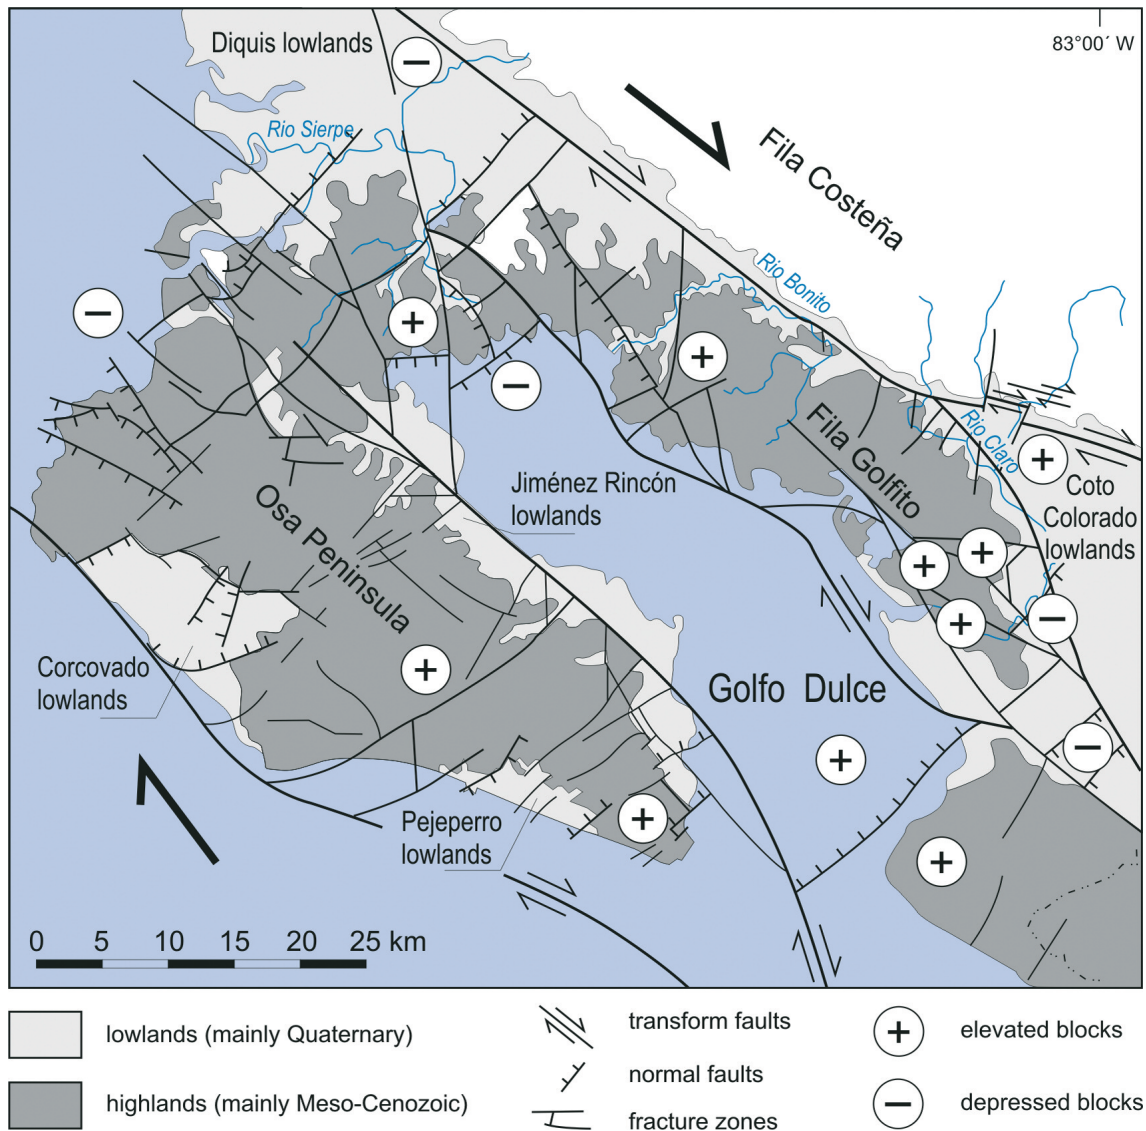 Diquis lowlands
83°00´ W
Rio Sierpe
Fila Costeña
Rio Bonito
Fila Golfito
Rio Claro
Coto
Colorado
lowlands
Jiménez Rincón
lowlands
Osa Peninsula
Corcovado
lowlands
Golfo Dulce
Pejeperro
lowlands
0 5 10 15 20 25 km
lowlands (mainly Quaternary)
highlands (mainly Meso-Cenozoic)
transform faults
normal faults
fracture zones
elevated blocks
depressed blocks